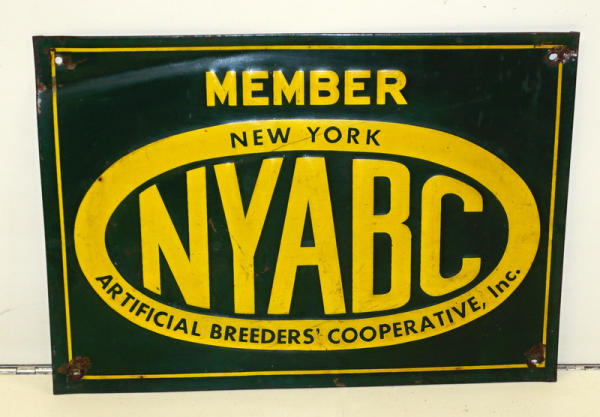 MEMBER
NEW YORK
NYABC
ARTIFICIAL BREEDERS' COOPERATIVE, Inc.